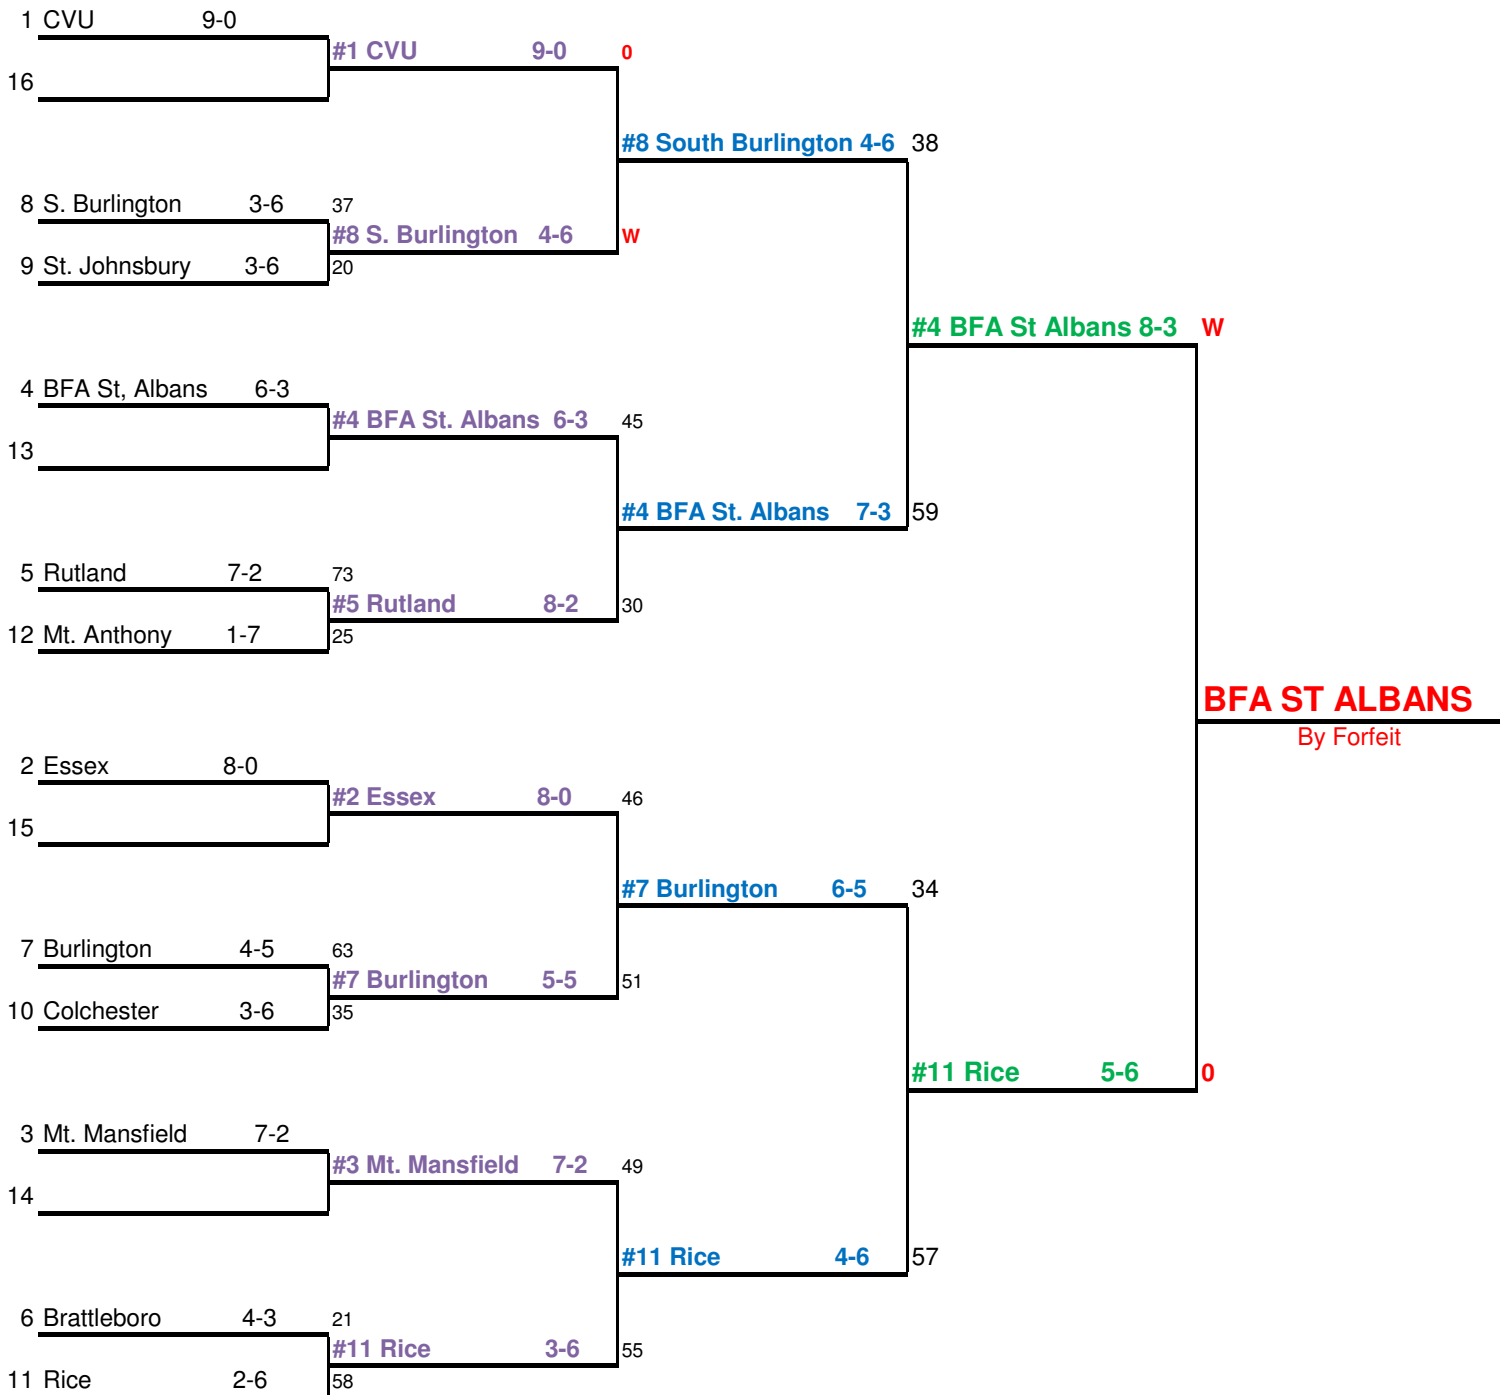 1 CVU 9-0
#1 CVU 9-0 0
16
#8 South Burlington 4-6 38
8 S. Burlington 3-6 37
#8 S. Burlington 4-6 W
9 St. Johnsbury 3-6 20
#4 BFA St Albans 8-3 W
4 BFA St, Albans 6-3
#4 BFA St. Albans 6-3 45
13
#4 BFA St. Albans 7-3 59
5 Rutland 7-2 73
#5 Rutland 8-2 30
12 Mt. Anthony 1-7 25
BFA ST ALBANS
By Forfeit
2 Essex 8-0
#2 Essex 8-0 46
15
#7 Burlington 6-5 34
7 Burlington 4-5 63
#7 Burlington 5-5 51
10 Colchester 3-6 35
#11 Rice 5-6 0
3 Mt. Mansfield 7-2
#3 Mt. Mansfield 7-2 49
14
#11 Rice 4-6 57
6 Brattleboro 4-3 21
#11 Rice 3-6 55
11 Rice 2-6 58